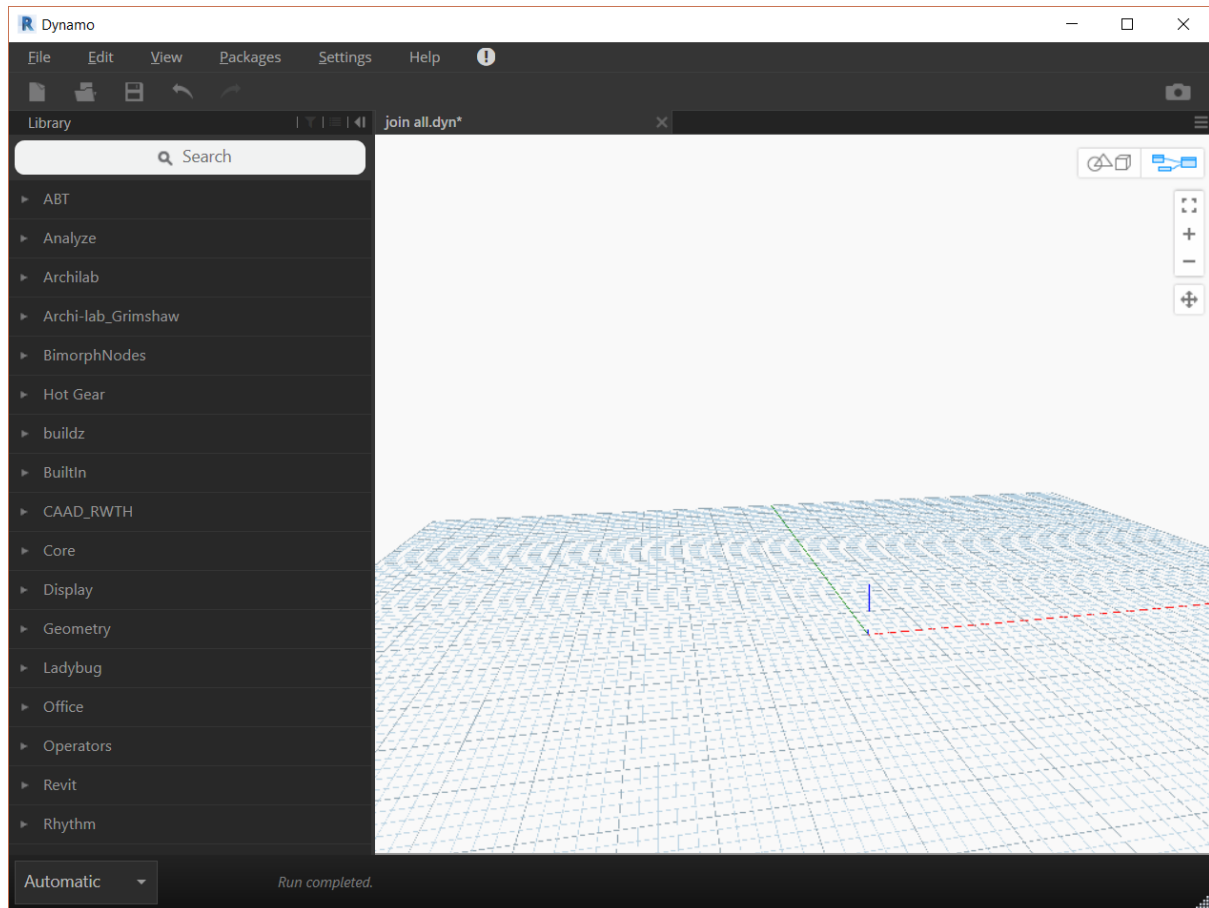 Dynamo
File Edit View Packages Settings Help
Library
join all.dyn*
Search
ABT
Analyze
Archilab
Archi-lab_Grimshaw
BimorphNodes
Hot Gear
buildz
BuiltIn
CAAD_RWTH
Core
Display
Geometry
Ladybug
Office
Operators
Revit
Rhythm
Automatic
Run completed.